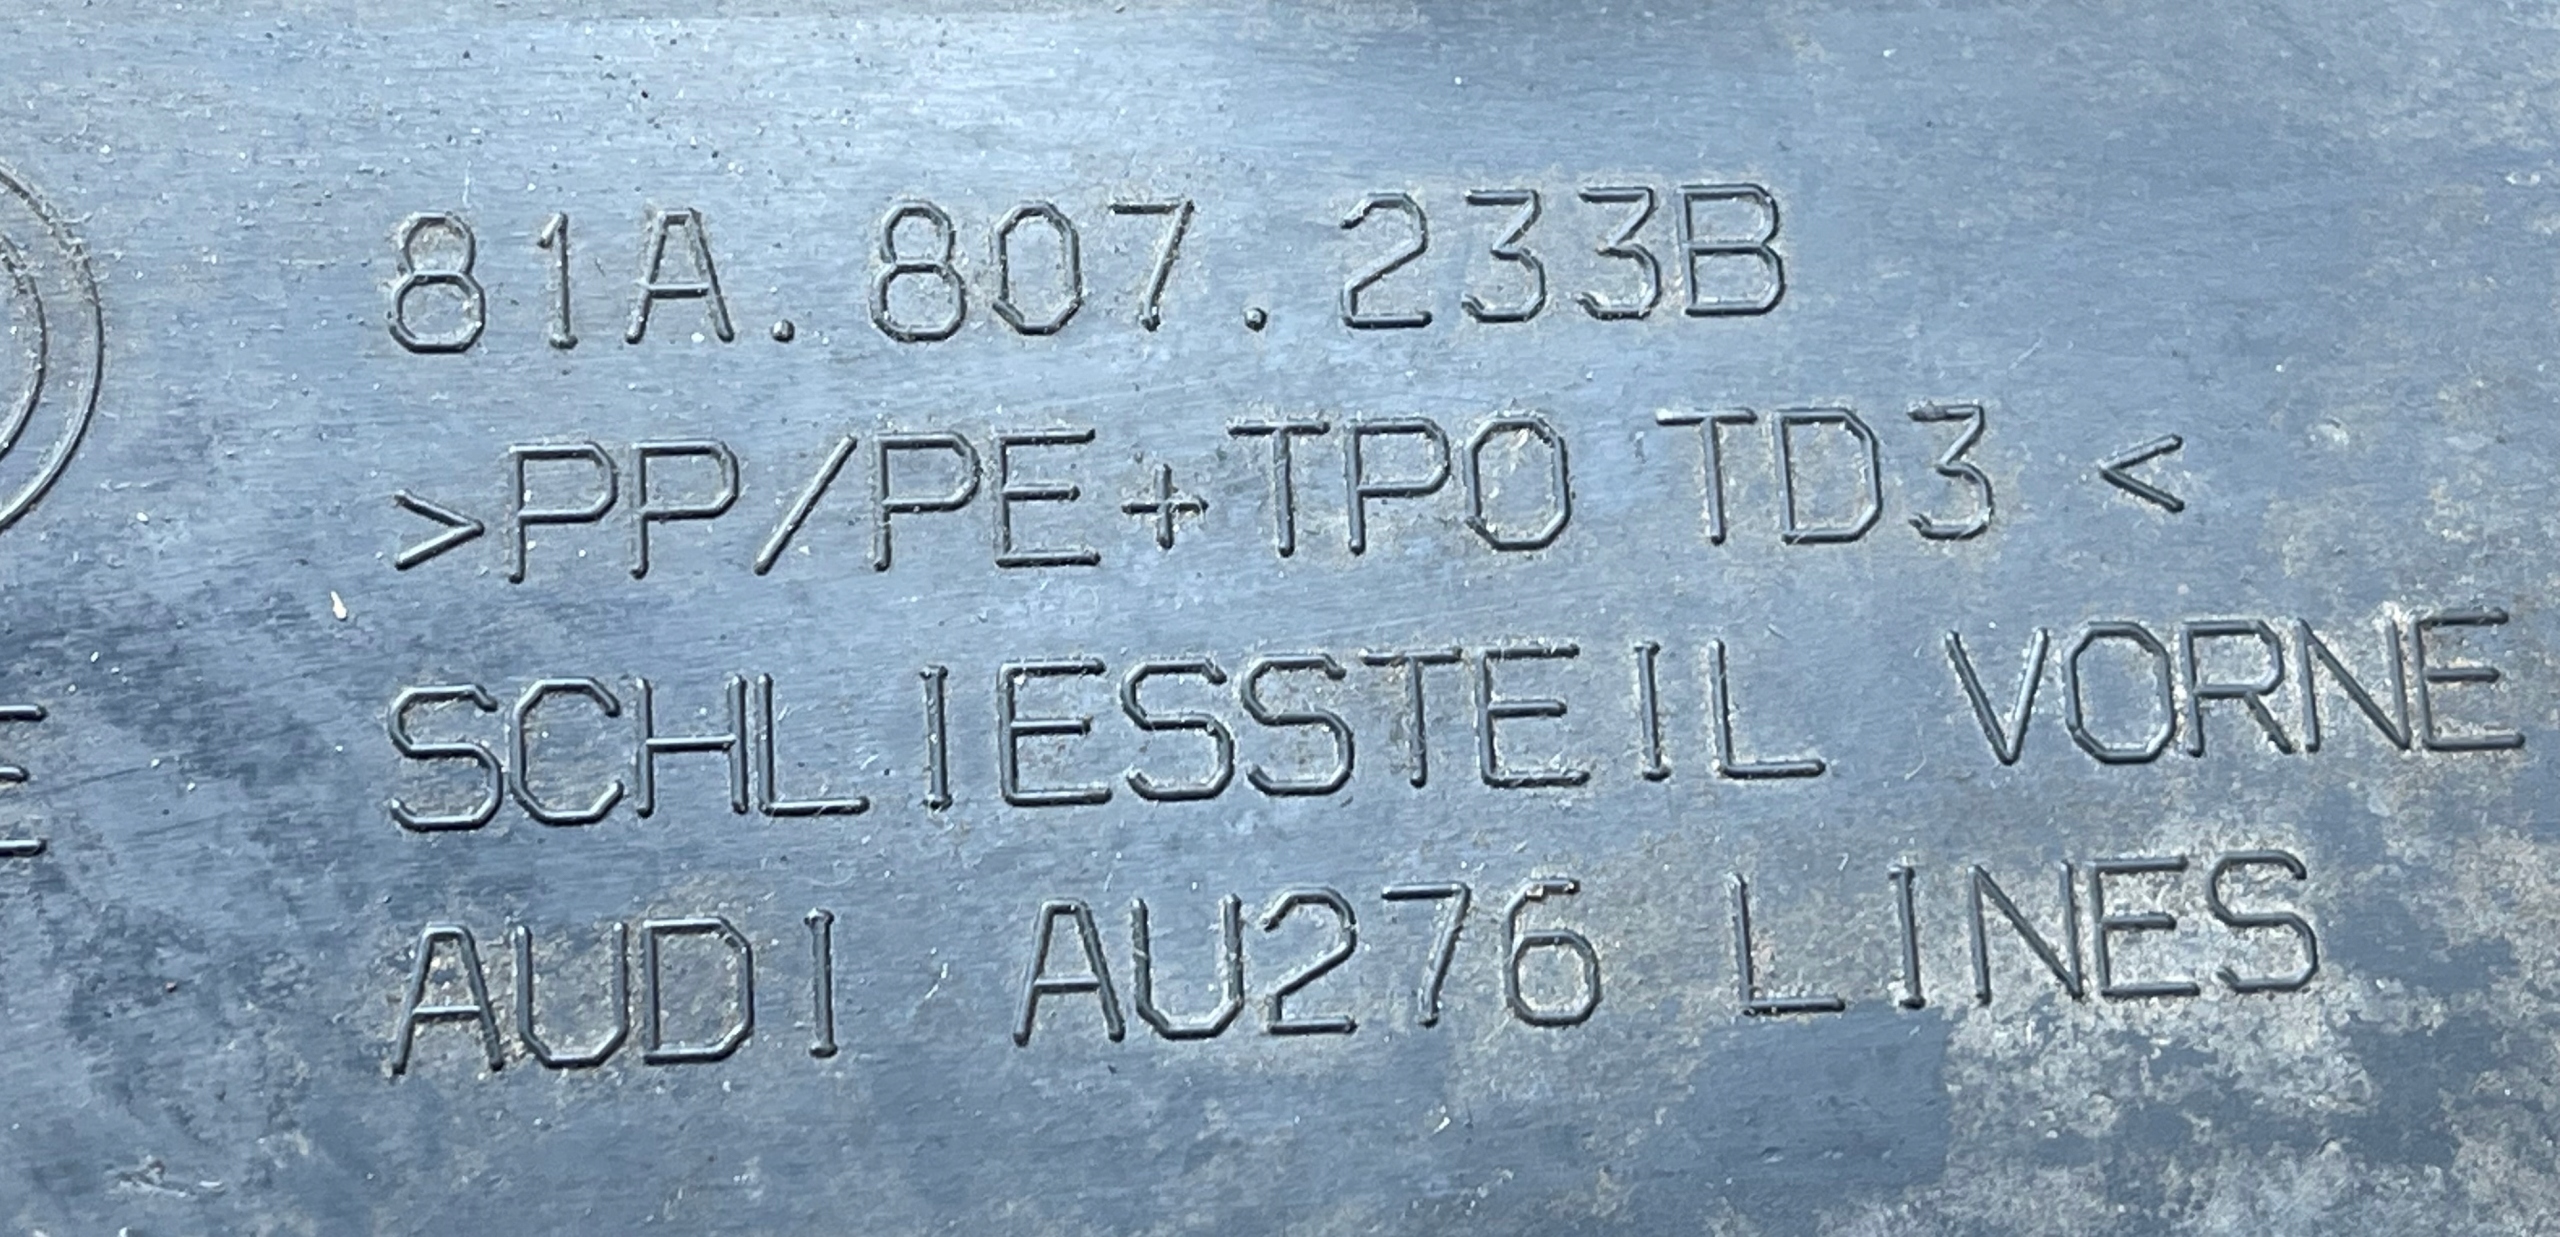 81A.807.233B
>PP/PE+TPO TD3 <
SCHLIESSTEIL VORNE
AUDI AU276 LINES